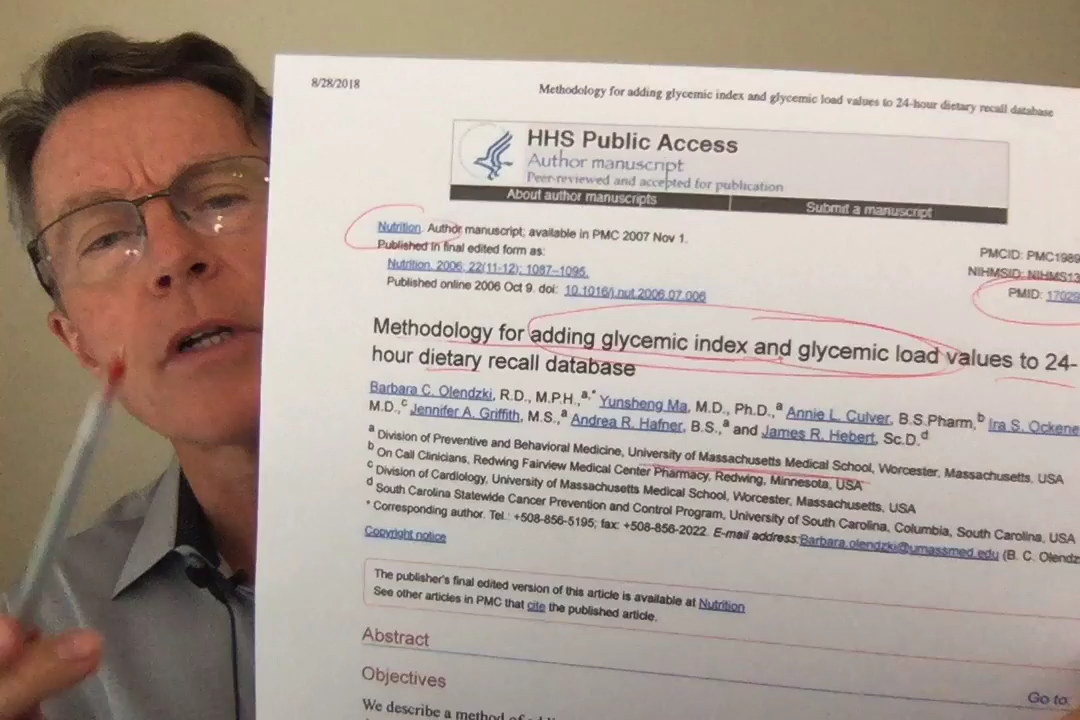 8/28/2018 Methodology for adding glycemic index and glycemic load values to 24-hour dietary recall database
HHS Public Access
Author manuscript
Peer-reviewed and accepted for publication
About author manuscripts Submit a manuscript
Nutrition. Author manuscript; available in PMC 2007 Nov 1.
Published in final edited form as:
Nutrition. 2006; 22(11-12): 1087–1095.
Published online 2006 Oct 9. doi: 10.1016/j.nut.2006.07.006
PMCID: PMC1989
NIHMSID: NIHMS13
PMID: 1702
Methodology for adding glycemic index and glycemic load values to 24-
hour dietary recall database
Barbara C. Olendzki, R.D., M.P.H.,a,* Yunsheng Ma, M.D., Ph.D.,a Annie L. Culver, B.S.Pharm,b Ira S. Ockene
M.D.,c Jennifer A. Griffith, M.S.,a Andrea R. Hafner, B.S.,a and James R. Hebert, Sc.D.d
a Division of Preventive and Behavioral Medicine, University of Massachusetts Medical School, Worcester, Massachusetts, USA
b On Call Clinicians, Redwing Fairview Medical Center Pharmacy, Redwing, Minnesota, USA
c Division of Cardiology, University of Massachusetts Medical School, Worcester, Massachusetts, USA
d South Carolina Statewide Cancer Prevention and Control Program, University of South Carolina, Columbia, South Carolina, USA
* Corresponding author. Tel.: +508-856-5195; fax: +508-856-2022. E-mail address:Barbara.olendzki@umassmed.edu (B. C. Olendz
Copyright notice
The publisher's final edited version of this article is available at Nutrition
See other articles in PMC that cite the published article.
Abstract
Go to:
Objectives
We describe a method of